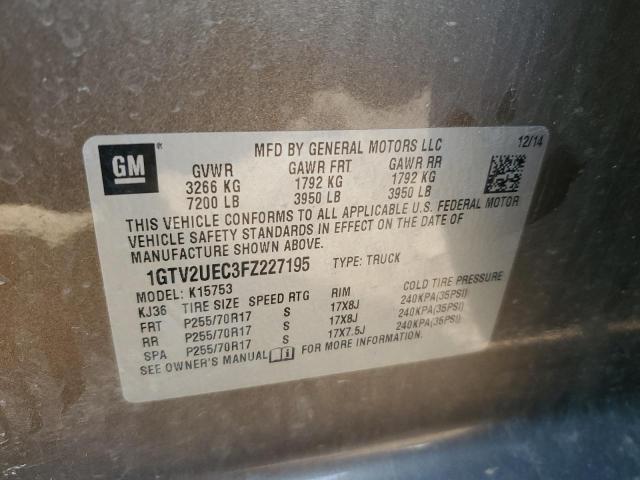 GM
MFD BY GENERAL MOTORS LLC 12/14
GVWR GAWR FRT GAWR RR
3266 KG 1792 KG 1792 KG
7200 LB 3950 LB 3950 LB
THIS VEHICLE CONFORMS TO ALL APPLICABLE U.S. FEDERAL MOTOR
VEHICLE SAFETY STANDARDS IN EFFECT ON THE DATE OF
MANUFACTURE SHOWN ABOVE.
1GTV2UEC3FZ227195 TYPE: TRUCK
MODEL: K15753
KJ36 TIRE SIZE SPEED RTG RIM COLD TIRE PRESSURE
FRT P255/70R17 S 17X8J 240KPA(35PSI)
RR P255/70R17 S 17X8J 240KPA(35PSI)
SPA P255/70R17 S 17X7.5J 240KPA(35PSI)
SEE OWNER'S MANUAL FOR MORE INFORMATION.